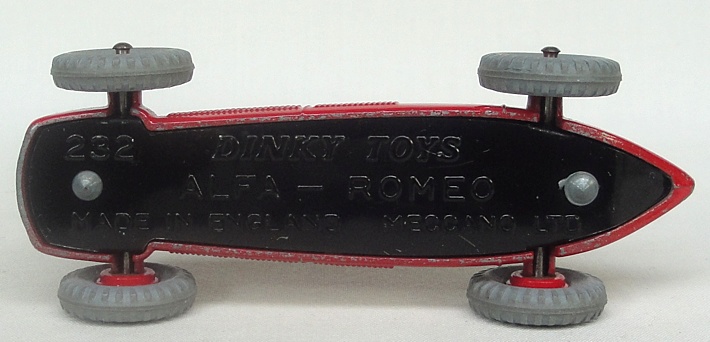 232 DINKY TOYS
ALFA — ROMEO
MADE IN ENGLAND MECCANO LTD